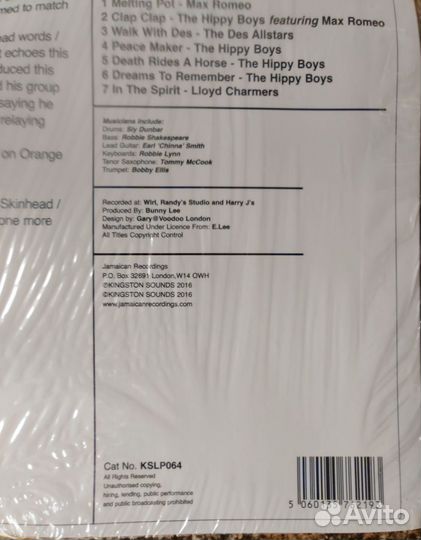 med to match
ad words /
t echoes this
duced this
d his group
saying he
relaying
on Orange
Skinhead /
one more
1 Melting Pot - Max Romeo
2 Clap Clap - The Hippy Boys featuring Max Romeo
3 Walk With Des - The Des Allstars
4 Peace Maker - The Hippy Boys
5 Death Rides A Horse - The Hippy Boys
6 Dreams To Remember - The Hippy Boys
7 In The Spirit - Lloyd Charmers
Musicians Include:
Drums: Sly Dunbar
Bass: Robbie Shakespeare
Lead Guitar: Earl 'Chinna' Smith
Keyboards: Robbie Lynn
Tenor Saxophone: Tommy McCook
Trumpet: Bobby Ellis
Recorded at: Wirl, Randy's Studio and Harry J's
Produced By: Bunny Lee
Design by: Gary@Voodoo London
Manufactured Under Licence From: E.Lee
All Titles Copyright Control
Jamaican Recordings
P.O. Box 32691 London,W14 OWH
℗KINGSTON SOUNDS 2016
©KINGSTON SOUNDS 2016
www.jamaicanrecordings.com
Cat No. KSLP064
All Rights Reserved
Unauthorised copying,
hiring, lending, public performance
and public broadcasting prohibited
Avito